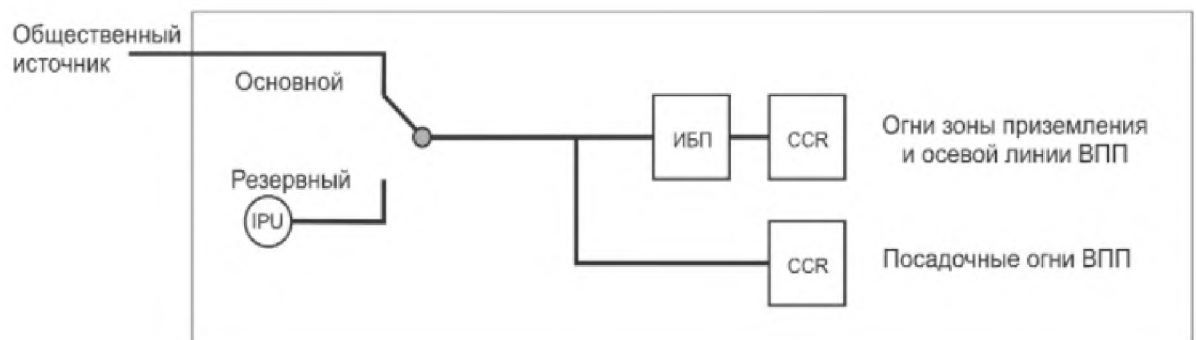 Общественный
источник
Основной
Резервный
IPU
ИБП
CCR
Огни зоны приземления
и осевой линии ВПП
CCR
Посадочные огни ВПП